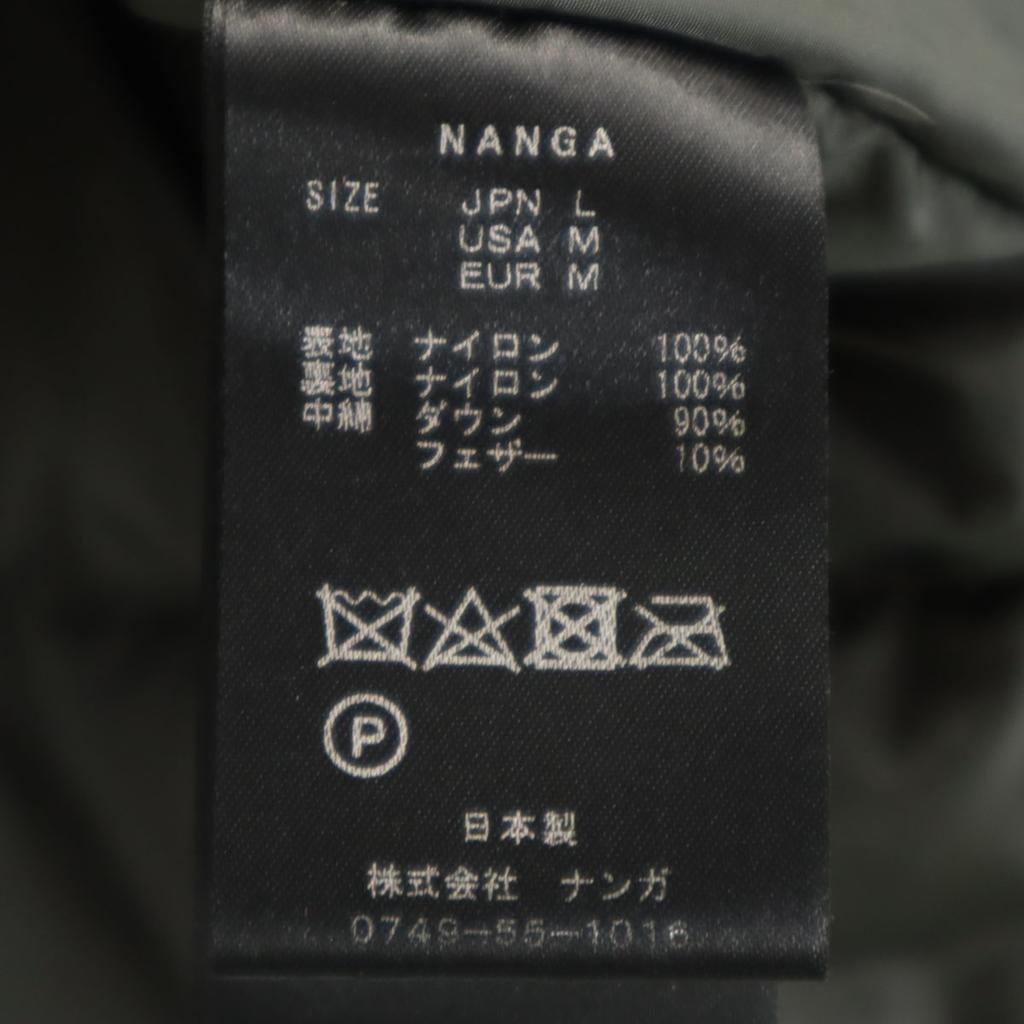 NANGA
SIZE JPN L
USA M
EUR M
表地 ナイロン 100%
裏地 ナイロン 100%
中綿 ダウン 90%
フェザー 10%
P
日本製
株式会社 ナンガ
0749-55-1016